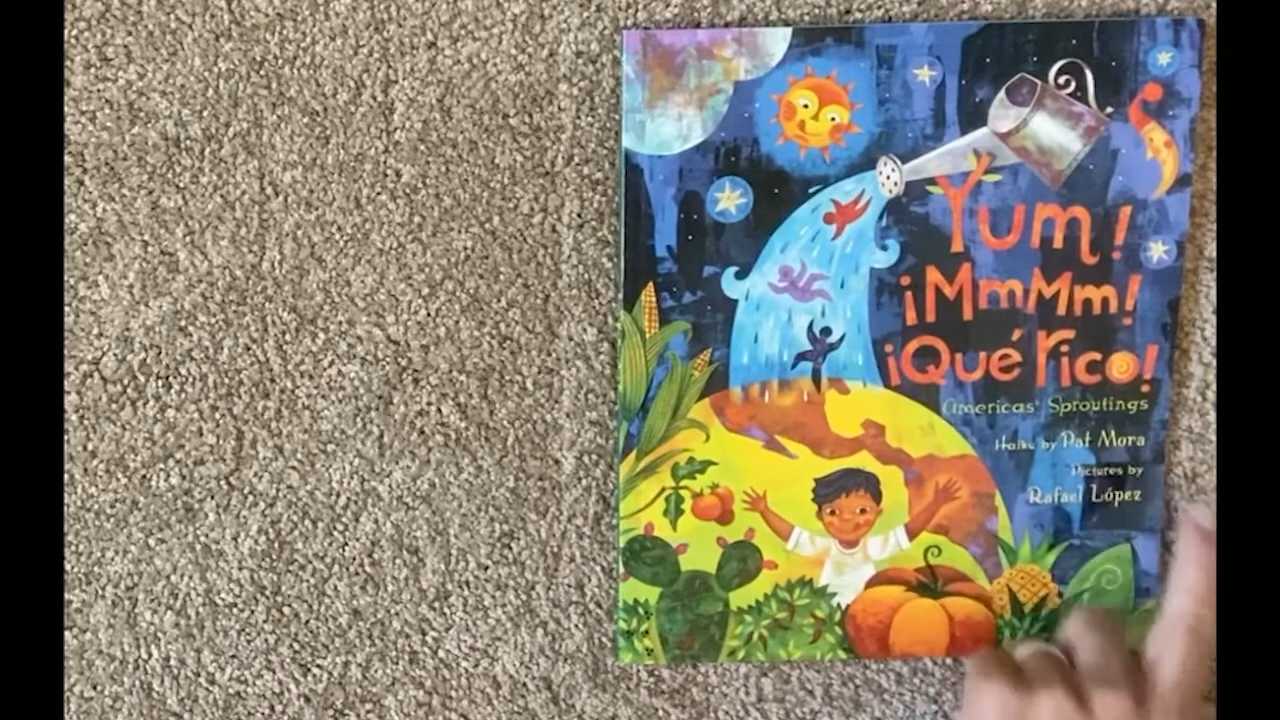 Yum!
¡MmMm!
¡Qué rico!
Americas' Sproutings
Haiku by Pat Mora
Pictures by
Rafael López